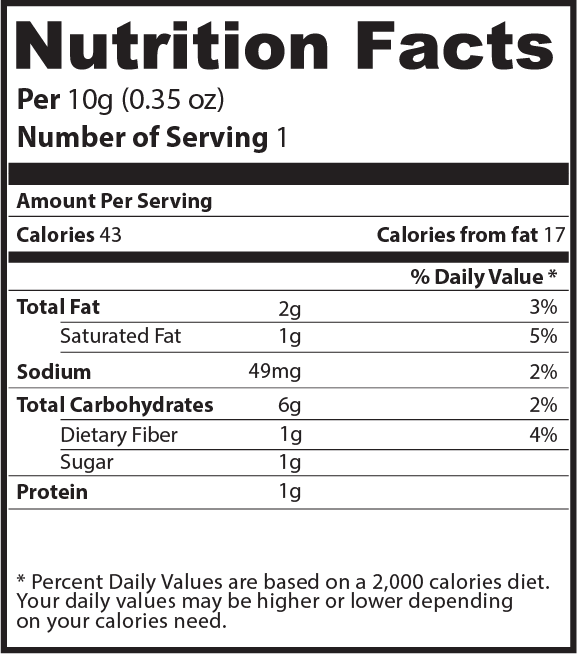 Nutrition Facts
Per 10g (0.35 oz)
Number of Serving 1
Amount Per Serving
Calories 43 Calories from fat 17
% Daily Value *
Total Fat 2g 3%
Saturated Fat 1g 5%
Sodium 49mg 2%
Total Carbohydrates 6g 2%
Dietary Fiber 1g 4%
Sugar 1g
Protein 1g
* Percent Daily Values are based on a 2,000 calories diet.
Your daily values may be higher or lower depending
on your calories need.